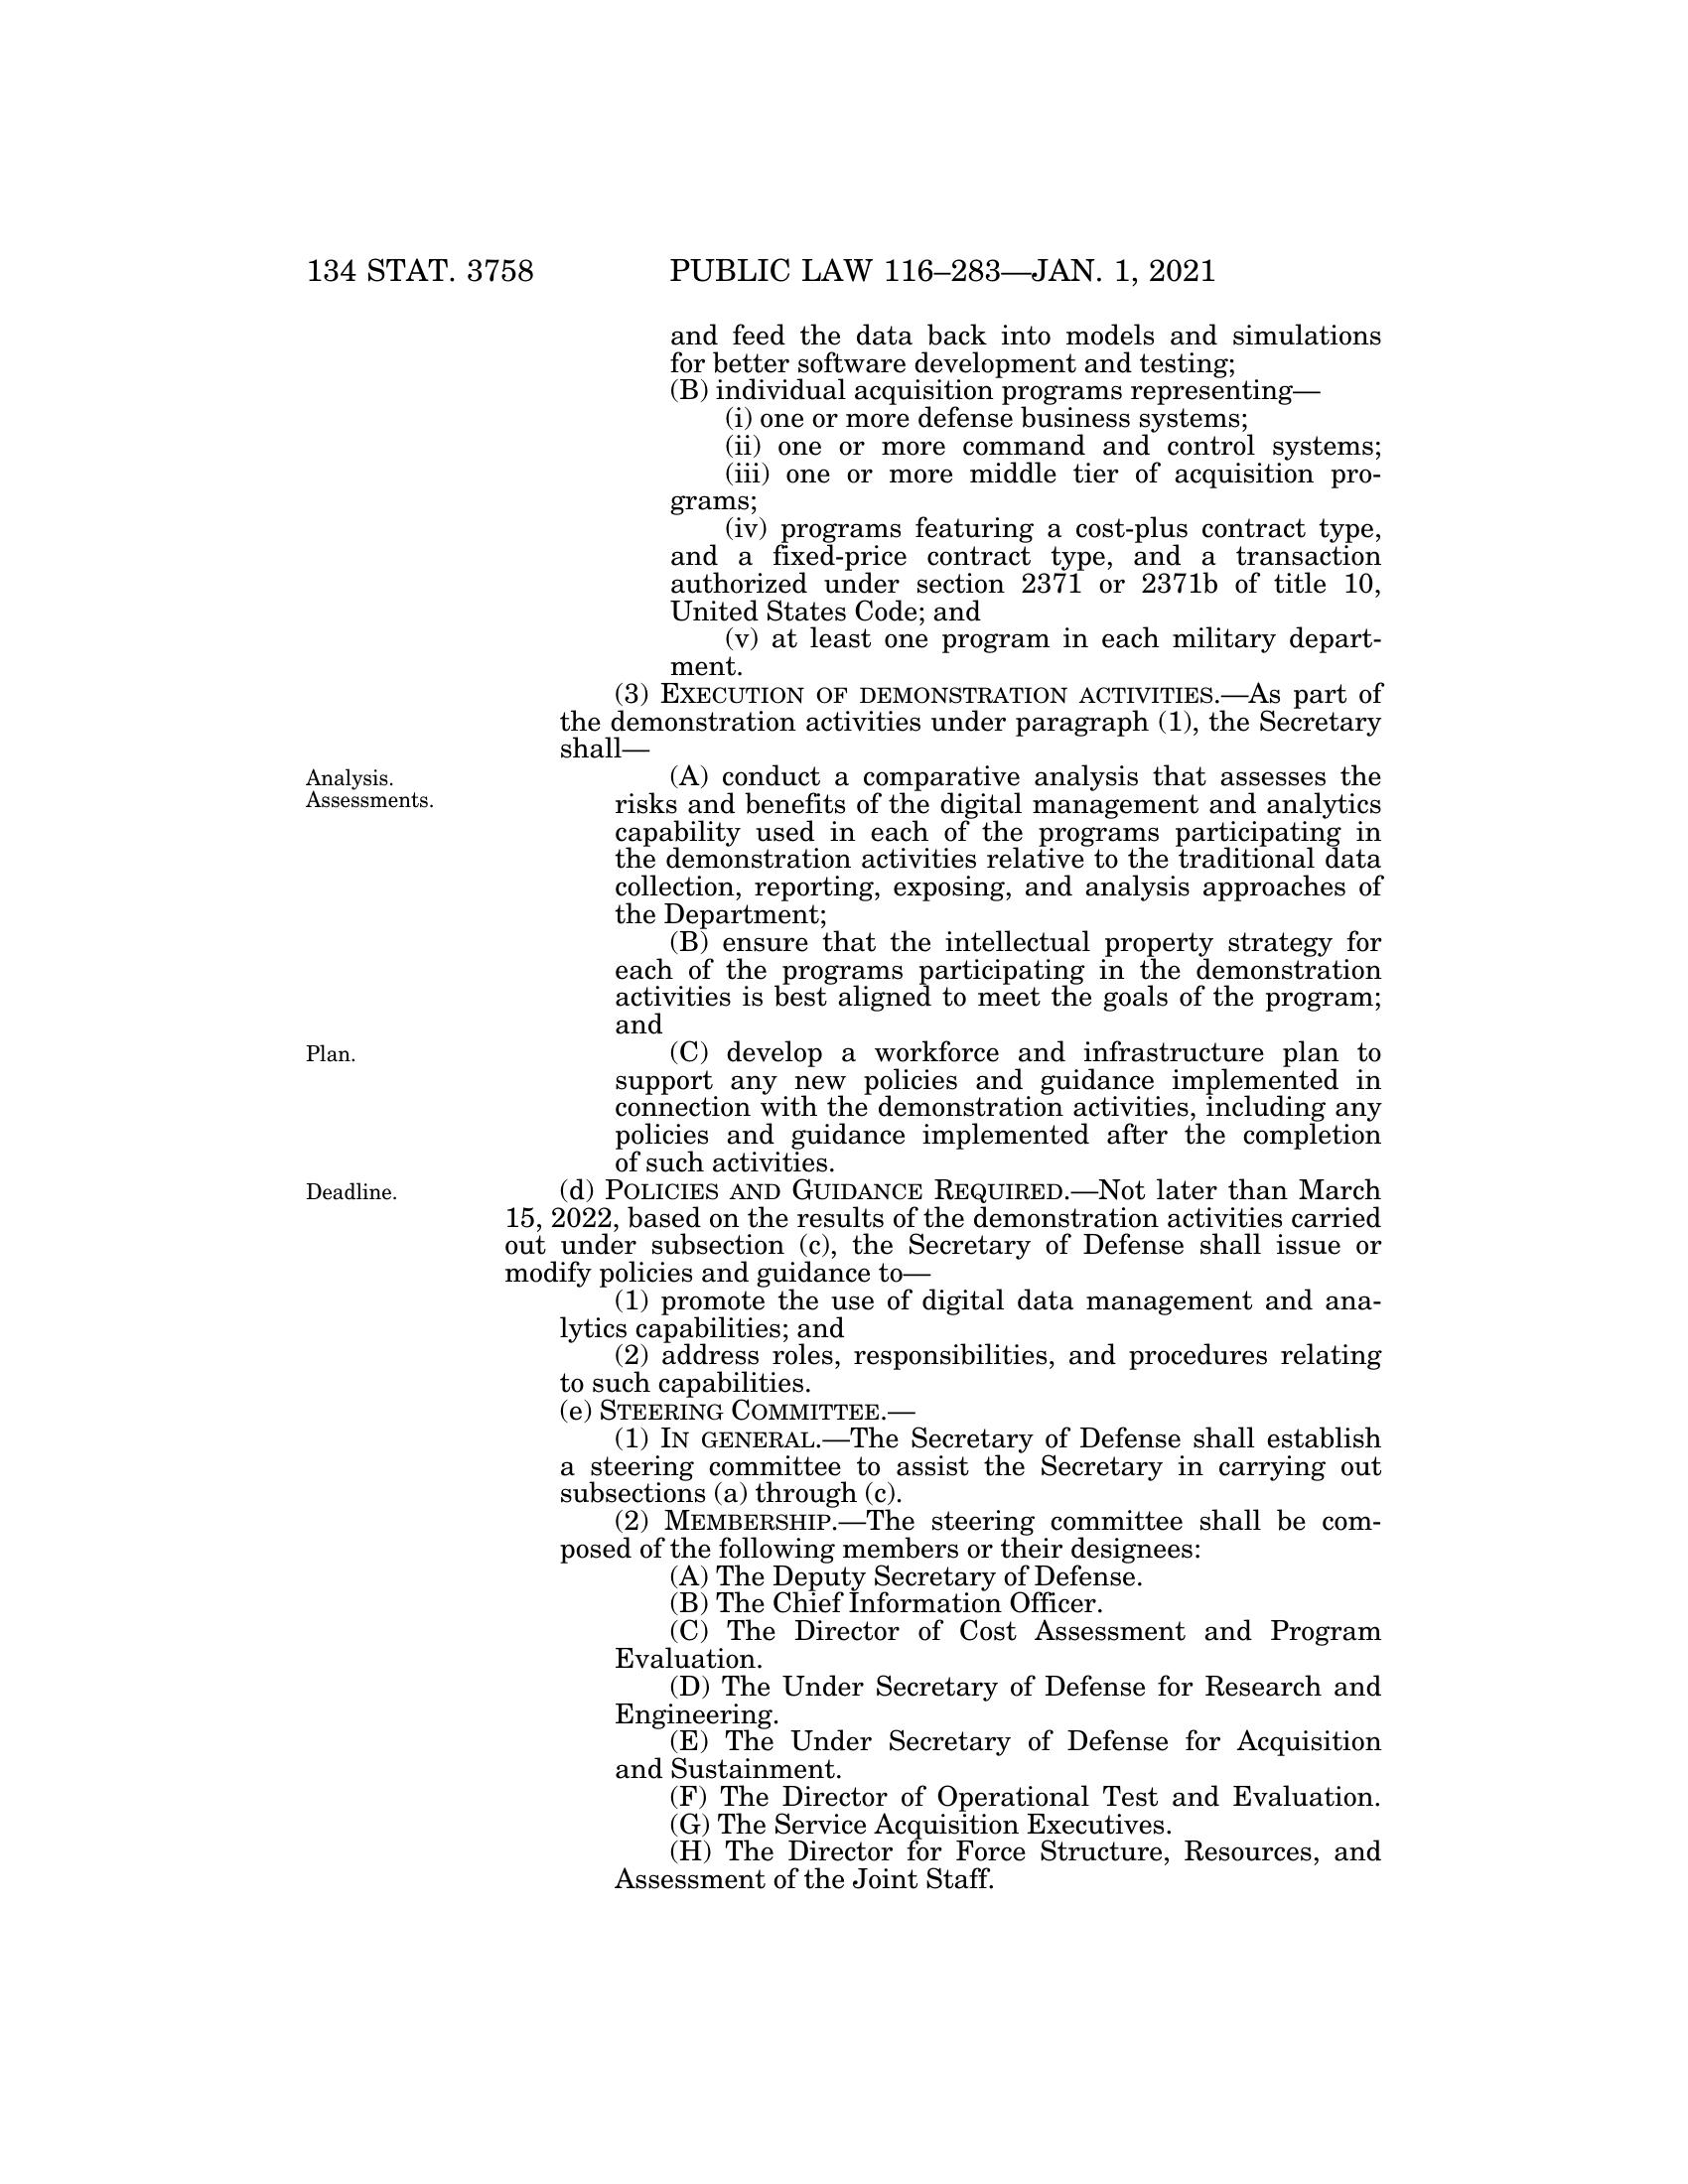 134 STAT. 3758 PUBLIC LAW 116–283—JAN. 1, 2021
and feed the data back into models and simulations
for better software development and testing;
(B) individual acquisition programs representing—
(i) one or more defense business systems;
(ii) one or more command and control systems;
(iii) one or more middle tier of acquisition pro-
grams;
(iv) programs featuring a cost-plus contract type,
and a fixed-price contract type, and a transaction
authorized under section 2371 or 2371b of title 10,
United States Code; and
(v) at least one program in each military depart-
ment.
(3) EXECUTION OF DEMONSTRATION ACTIVITIES.—As part of
the demonstration activities under paragraph (1), the Secretary
shall—
Analysis.
Assessments.
(A) conduct a comparative analysis that assesses the
risks and benefits of the digital management and analytics
capability used in each of the programs participating in
the demonstration activities relative to the traditional data
collection, reporting, exposing, and analysis approaches of
the Department;
(B) ensure that the intellectual property strategy for
each of the programs participating in the demonstration
activities is best aligned to meet the goals of the program;
and
Plan.
(C) develop a workforce and infrastructure plan to
support any new policies and guidance implemented in
connection with the demonstration activities, including any
policies and guidance implemented after the completion
of such activities.
Deadline.
(d) POLICIES AND GUIDANCE REQUIRED.—Not later than March
15, 2022, based on the results of the demonstration activities carried
out under subsection (c), the Secretary of Defense shall issue or
modify policies and guidance to—
(1) promote the use of digital data management and ana-
lytics capabilities; and
(2) address roles, responsibilities, and procedures relating
to such capabilities.
(e) STEERING COMMITTEE.—
(1) IN GENERAL.—The Secretary of Defense shall establish
a steering committee to assist the Secretary in carrying out
subsections (a) through (c).
(2) MEMBERSHIP.—The steering committee shall be com-
posed of the following members or their designees:
(A) The Deputy Secretary of Defense.
(B) The Chief Information Officer.
(C) The Director of Cost Assessment and Program
Evaluation.
(D) The Under Secretary of Defense for Research and
Engineering.
(E) The Under Secretary of Defense for Acquisition
and Sustainment.
(F) The Director of Operational Test and Evaluation.
(G) The Service Acquisition Executives.
(H) The Director for Force Structure, Resources, and
Assessment of the Joint Staff.